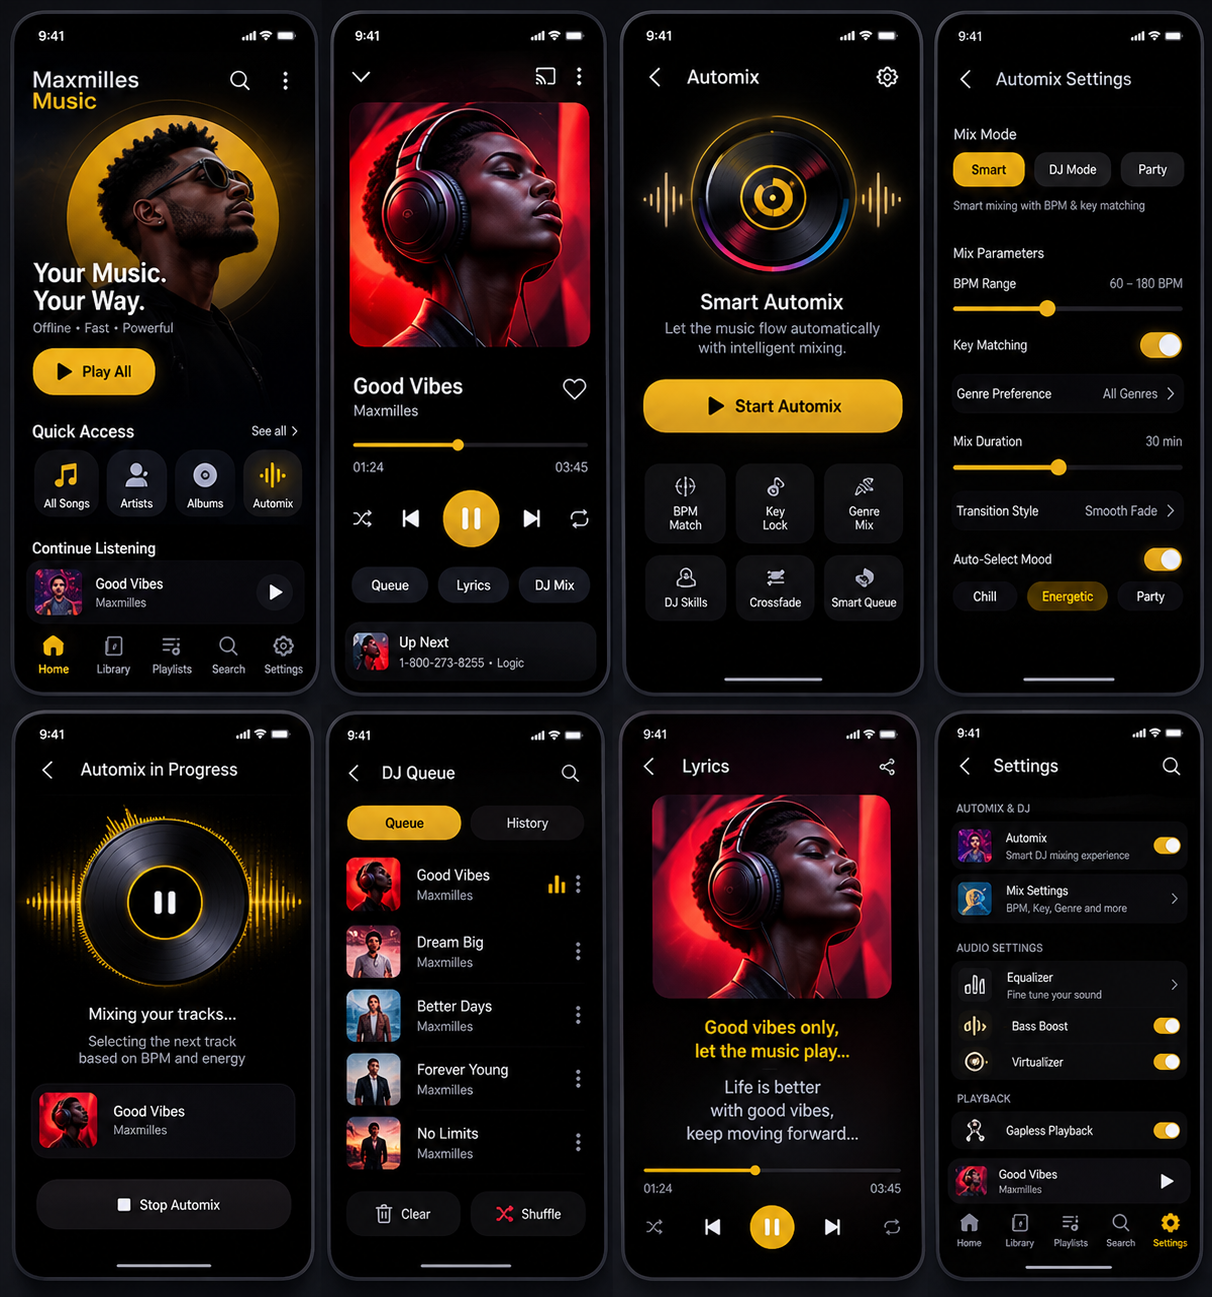 9:41
Maxmilles
Music
Your Music.
Your Way.
Offline • Fast • Powerful
Play All
Quick Access
See all
All Songs
Artists
Albums
Automix
Continue Listening
Good Vibes
Maxmilles
Home
Library
Playlists
Search
Settings
9:41
Good Vibes
Maxmilles
01:24
03:45
Queue
Lyrics
DJ Mix
Up Next
1-800-273-8255 • Logic
9:41
Automix
Smart Automix
Let the music flow automatically
with intelligent mixing.
Start Automix
BPM
Match
Key
Lock
Genre
Mix
DJ Skills
Crossfade
Smart Queue
9:41
Automix Settings
Mix Mode
Smart
DJ Mode
Party
Smart mixing with BPM & key matching
Mix Parameters
BPM Range
60 – 180 BPM
Key Matching
Genre Preference
All Genres
Mix Duration
30 min
Transition Style
Smooth Fade
Auto-Select Mood
Chill
Energetic
Party
9:41
Automix in Progress
Mixing your tracks...
Selecting the next track
based on BPM and energy
Good Vibes
Maxmilles
Stop Automix
9:41
DJ Queue
Queue
History
Good Vibes
Maxmilles
Dream Big
Maxmilles
Better Days
Maxmilles
Forever Young
Maxmilles
No Limits
Maxmilles
Clear
Shuffle
9:41
Lyrics
Good vibes only,
let the music play...
Life is better
with good vibes,
keep moving forward...
01:24
03:45
9:41
Settings
AUTOMIX & DJ
Automix
Smart DJ mixing experience
Mix Settings
BPM, Key, Genre and more
AUDIO SETTINGS
Equalizer
Fine tune your sound
Bass Boost
Virtualizer
PLAYBACK
Gapless Playback
Good Vibes
Maxmilles
Home
Library
Playlists
Search
Settings